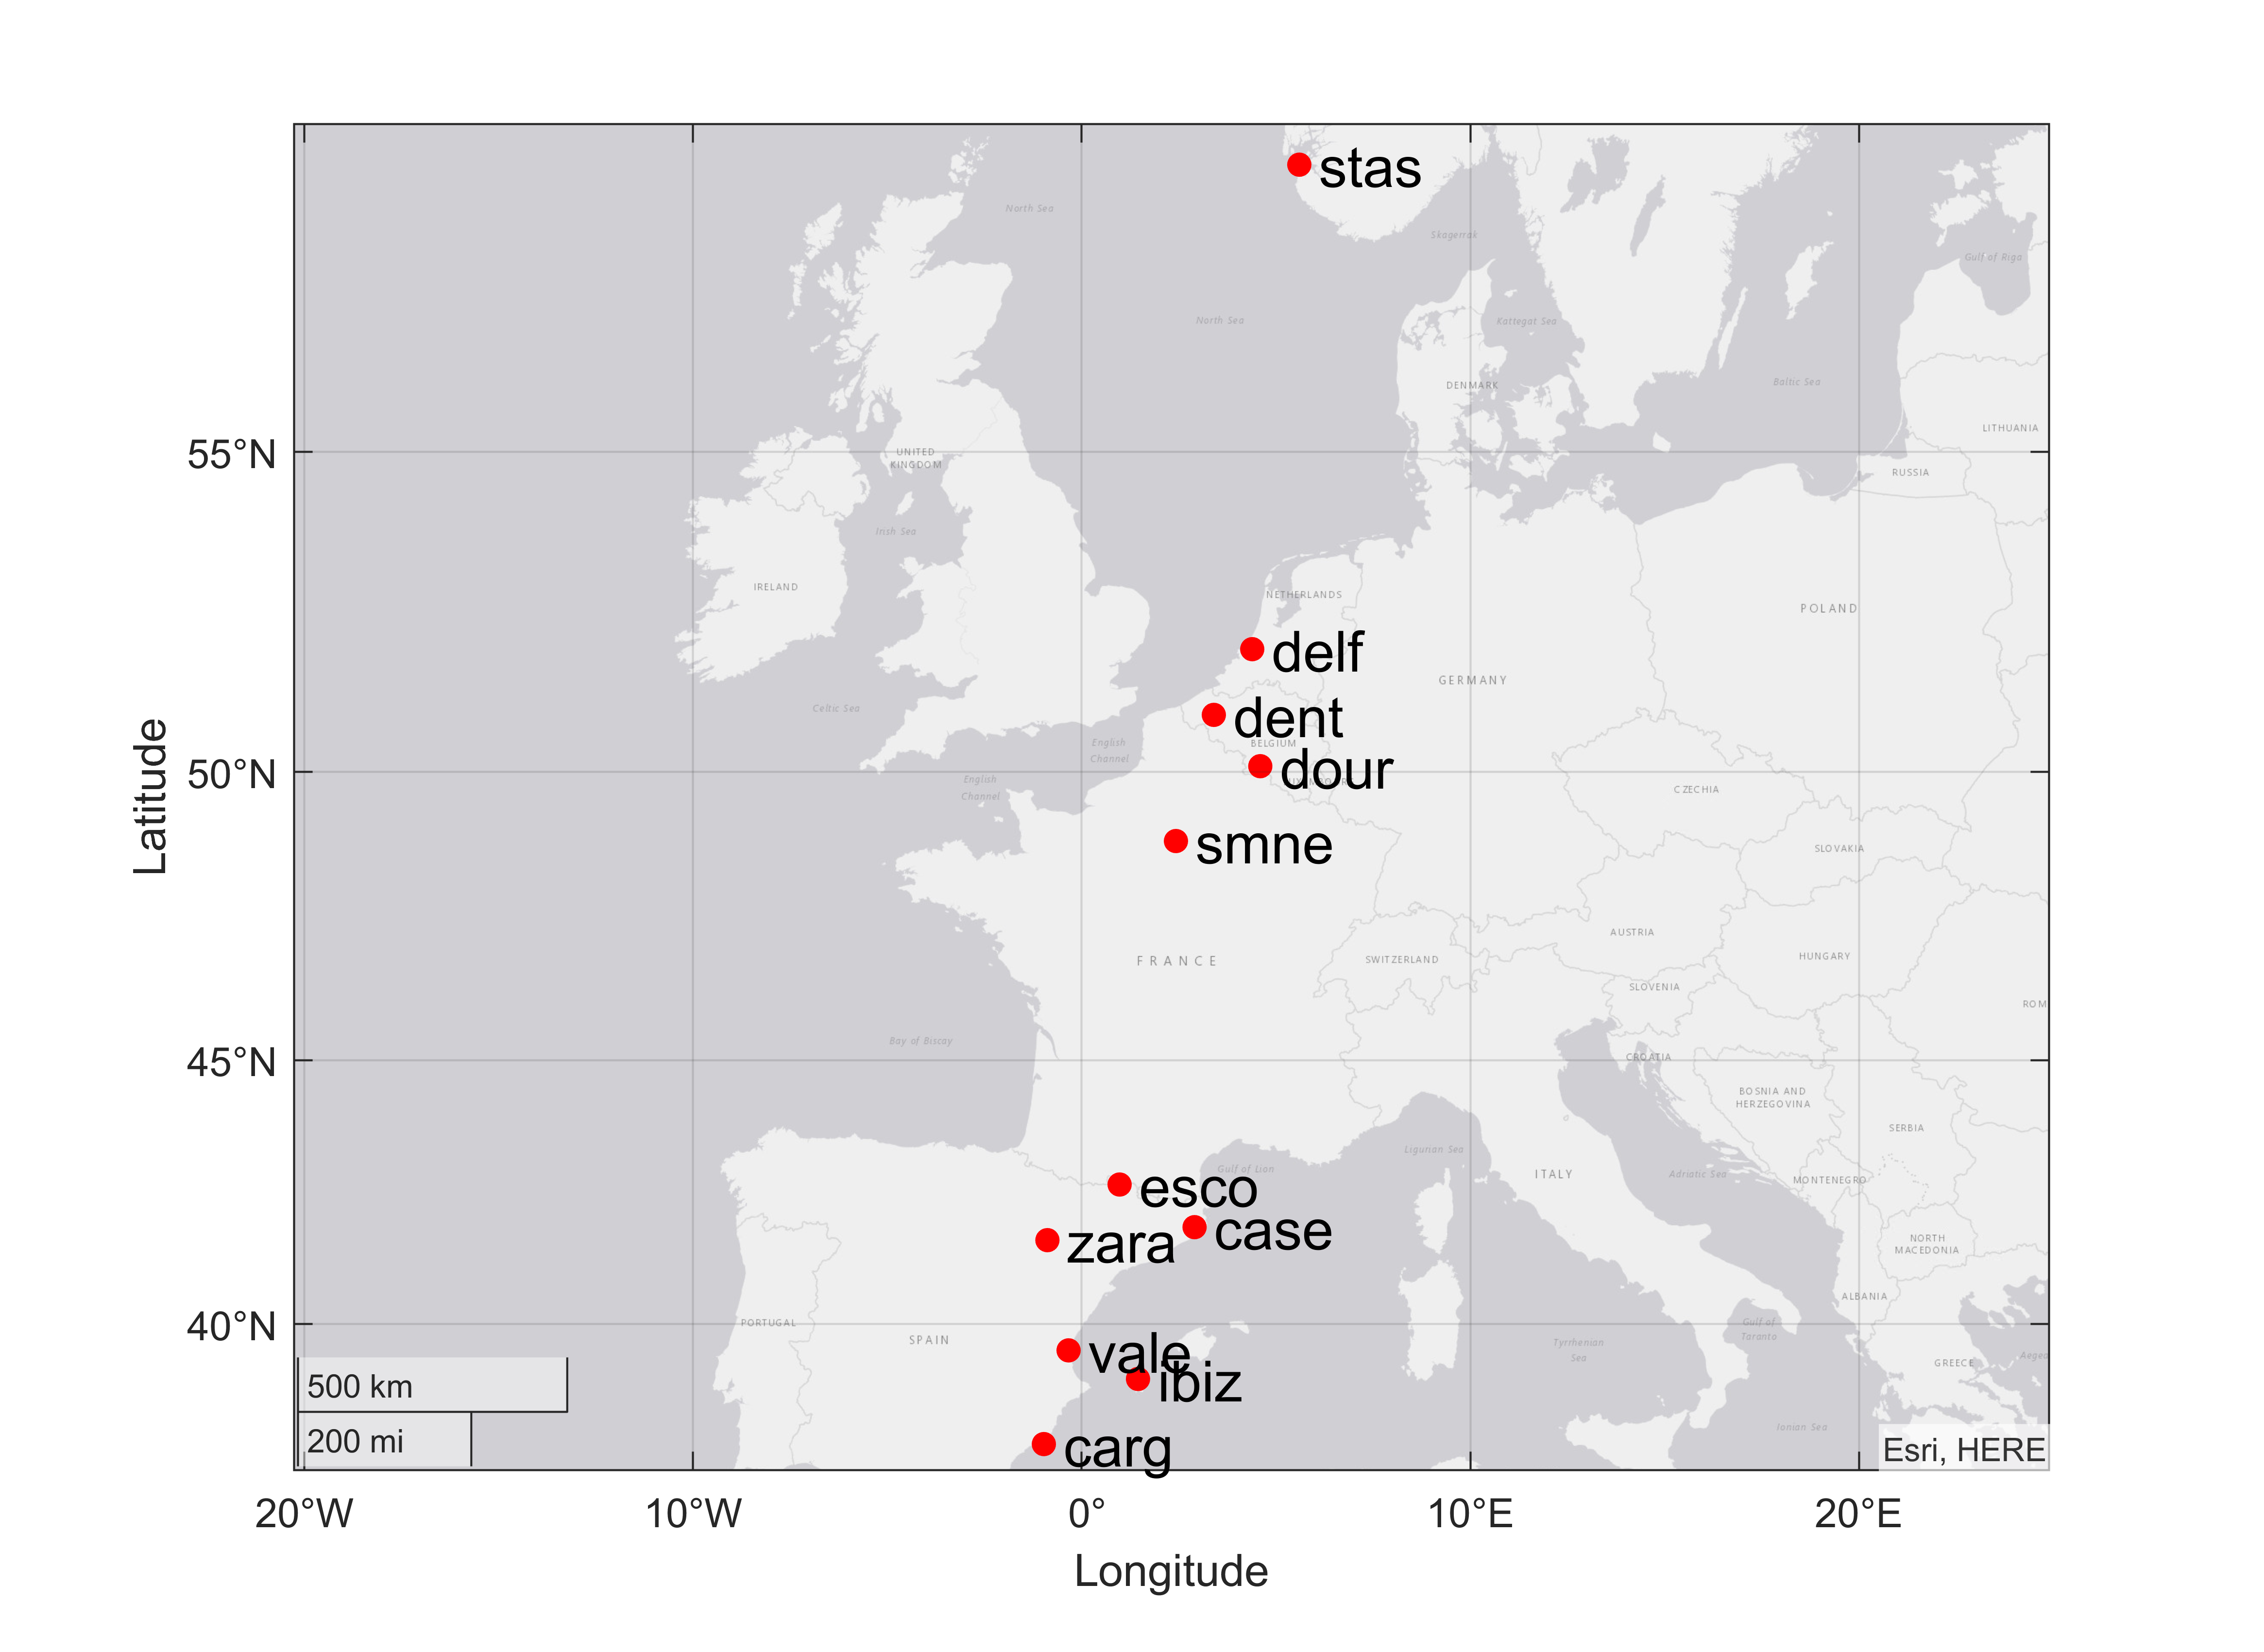 stas
North Sea
Skagerrak
Gulf of Riga
North Sea
Kattegat Sea
Baltic Sea
DENMARK
LITHUANIA
55°N
UNITED
KINGDOM
RUSSIA
Irish Sea
IRELAND
NETHERLANDS
POLAND
delf
GERMANY
Celtic Sea
dent
English
Channel
BELGIUM
50°N
dour
English
Channel
CZECHIA
smne
SLOVAKIA
Latitude
AUSTRIA
FRANCE
SWITZERLAND
HUNGARY
SLOVENIA
ROM
Bay of Biscay
45°N
CROATIA
BOSNIA AND
HERZEGOVINA
SERBIA
Ligurian Sea
Gulf of Lion
ITALY
Adriatic Sea
MONTENEGRO
esco
case
zara
NORTH
MACEDONIA
ALBANIA
40°N
PORTUGAL
SPAIN
Gulf of
Taranto
Tyrrhenian
Sea
vale
GREECE
Aegea
ibiz
500 km
Ionian Sea
200 mi
carg
Esri, HERE
20°W 10°W 0° 10°E 20°E
Longitude